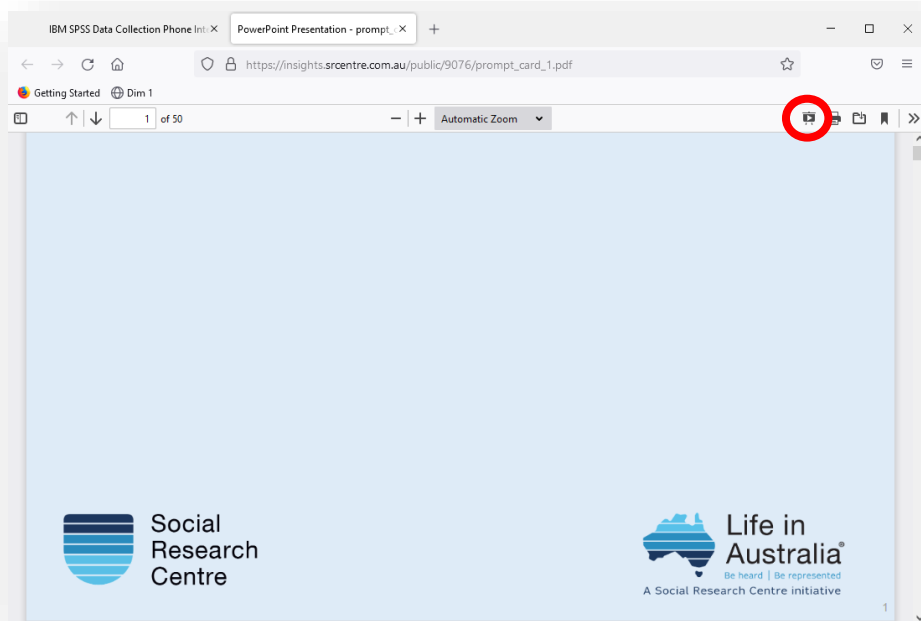 IBM SPSS Data Collection Phone Int
PowerPoint Presentation - prompt_
https://insights.srcentre.com.au/public/9076/prompt_card_1.pdf
Getting Started Dim 1
1 of 50 Automatic Zoom
Social
Research
Centre
Life in
Australia®
Be heard | Be represented
A Social Research Centre initiative
1